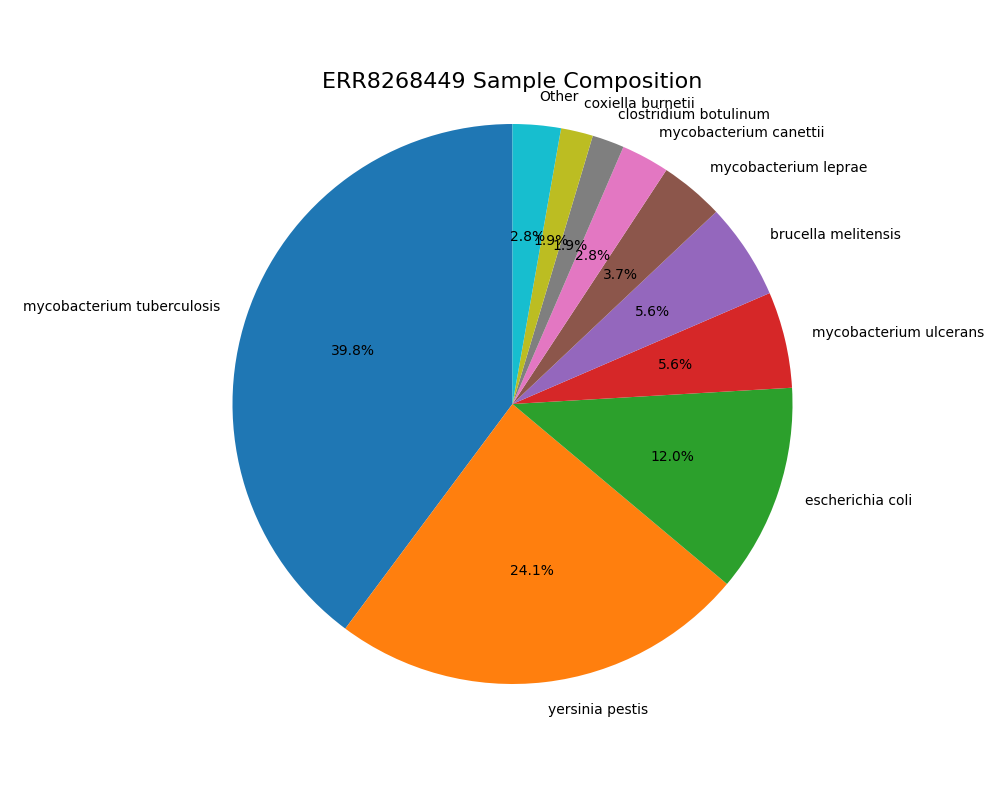 ERR8268449 Sample Composition
Other
coxiella burnetii
clostridium botulinum
mycobacterium canettii
mycobacterium leprae
brucella melitensis
mycobacterium ulcerans
escherichia coli
yersinia pestis
mycobacterium tuberculosis
2.8%
1.9%
1.9%
2.8%
3.7%
5.6%
5.6%
12.0%
24.1%
39.8%